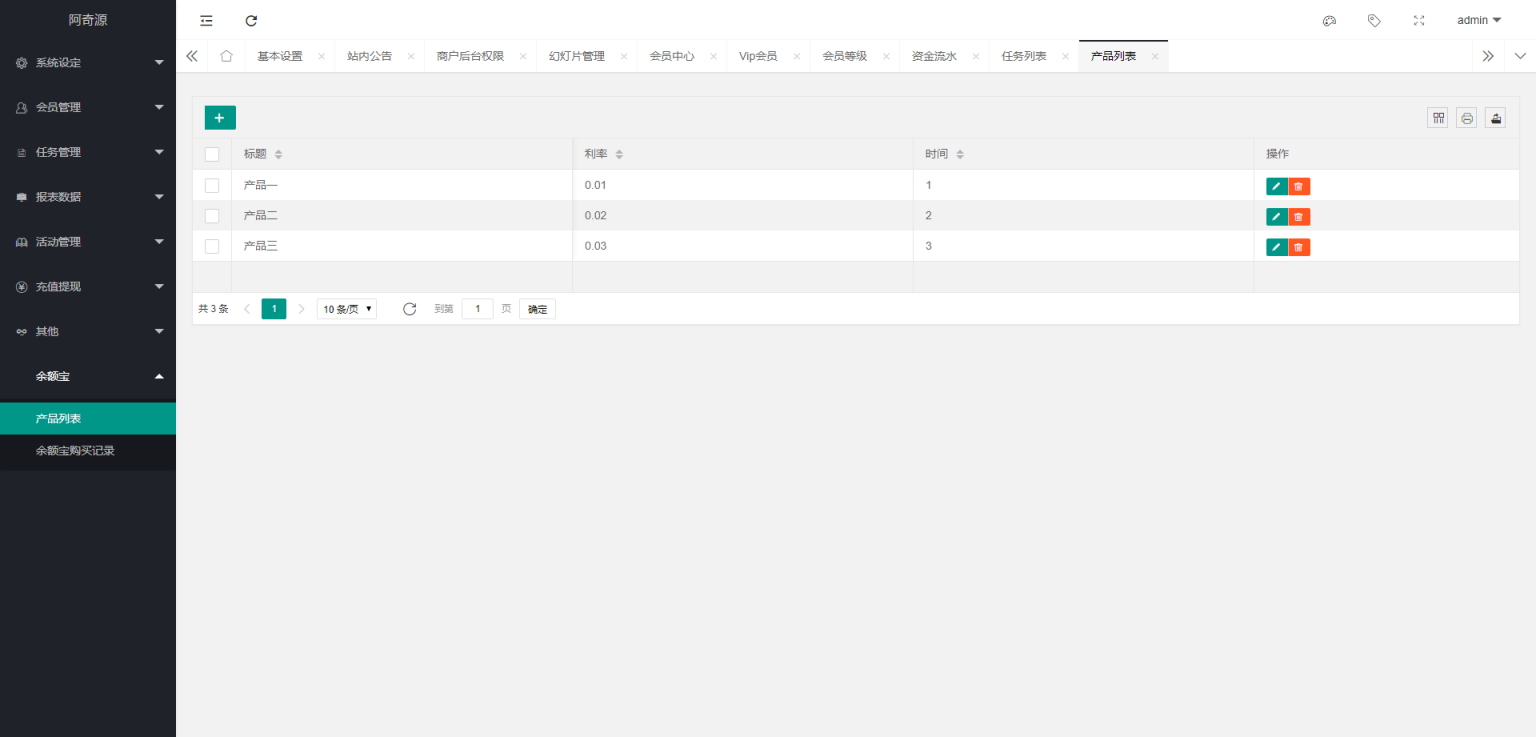 阿奇源
admin
系统设定
会员管理
任务管理
报表数据
活动管理
充值提现
其他
余额宝
产品列表
余额宝购买记录
基本设置 站内公告 商户后台权限 幻灯片管理 会员中心 Vip会员 会员等级 资金流水 任务列表 产品列表
标题 利率 时间 操作
产品一 0.01 1
产品二 0.02 2
产品三 0.03 3
共 3 条 1 10 条/页 到第 1 页 确定